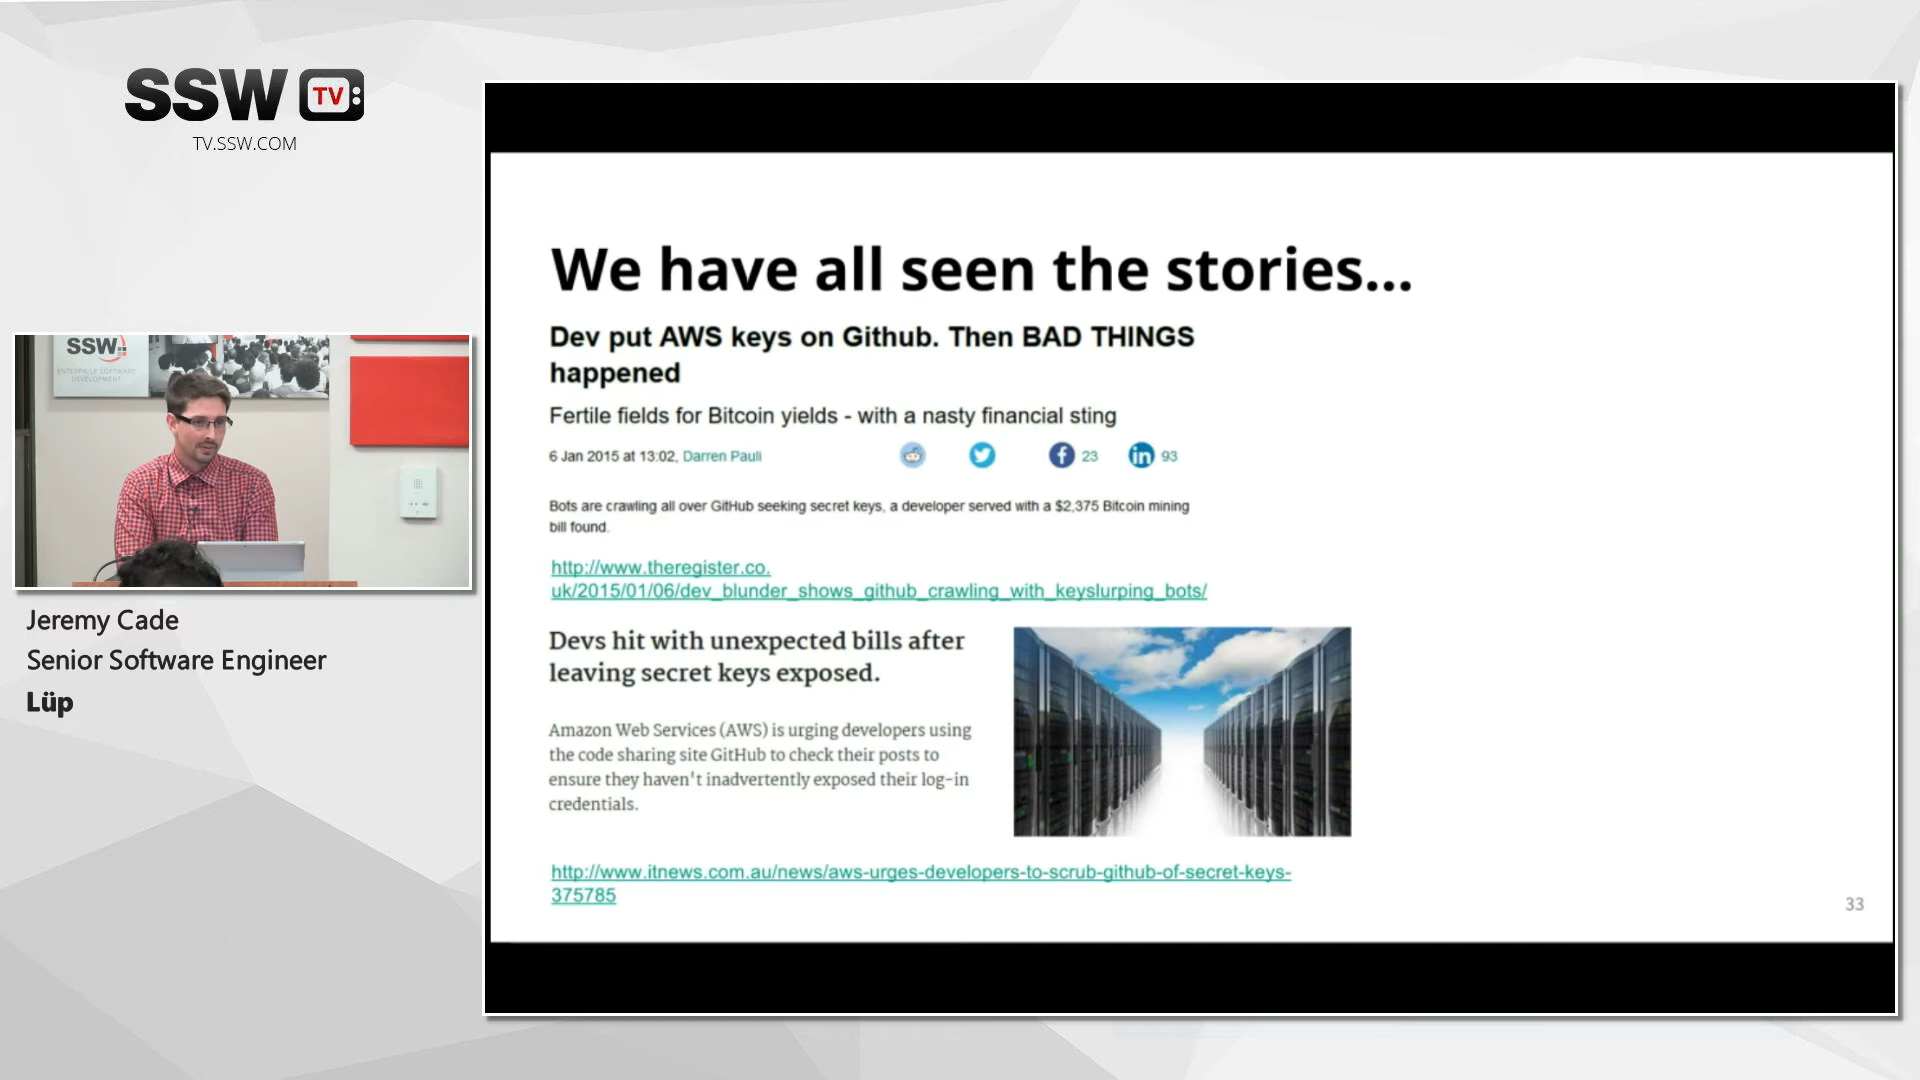 SSW TV:
TV.SSW.COM
SSW
ENTERPRISE SOFTWARE
DEVELOPMENT
Jeremy Cade
Senior Software Engineer
Lüp
We have all seen the stories...
Dev put AWS keys on Github. Then BAD THINGS
happened
Fertile fields for Bitcoin yields - with a nasty financial sting
6 Jan 2015 at 13:02, Darren Pauli
23
in 93
Bots are crawling all over GitHub seeking secret keys, a developer served with a $2,375 Bitcoin mining
bill found.
http://www.theregister.co.
uk/2015/01/06/dev_blunder_shows_github_crawling_with_keyslurping_bots/
Devs hit with unexpected bills after
leaving secret keys exposed.
Amazon Web Services (AWS) is urging developers using
the code sharing site GitHub to check their posts to
ensure they haven't inadvertently exposed their log-in
credentials.
http://www.itnews.com.au/news/aws-urges-developers-to-scrub-github-of-secret-keys-
375785
33